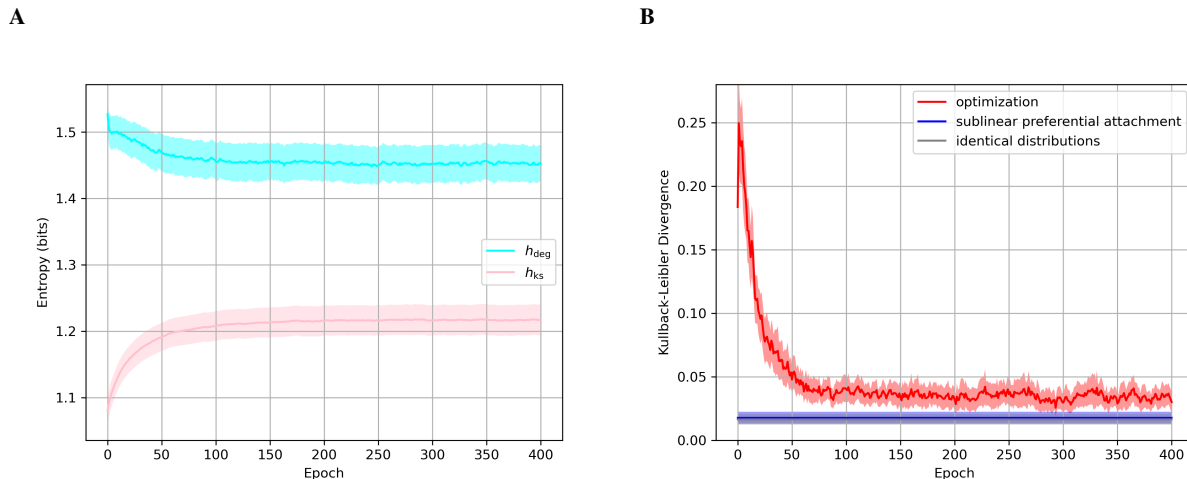 A
B
Entropy (bits)
1.5
1.4
1.3
1.2
1.1
h_deg
h_ks
0 50 100 150 200 250 300 350 400
Epoch
Kullback-Leibler Divergence
0.25
0.20
0.15
0.10
0.05
0.00
optimization
sublinear preferential attachment
identical distributions
0 50 100 150 200 250 300 350 400
Epoch